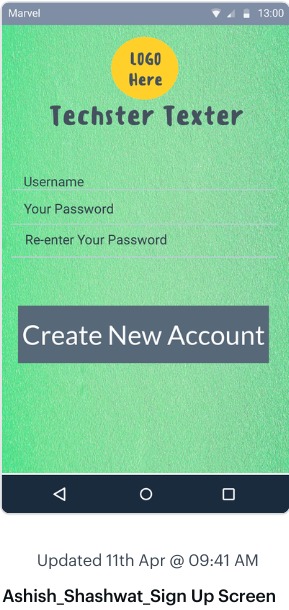 Marvel 13:00
LOGO
Here
Techster Texter
Username
Your Password
Re-enter Your Password
Create New Account
Updated 11th Apr @ 09:41 AM
Ashish_Shashwat_Sign Up Screen